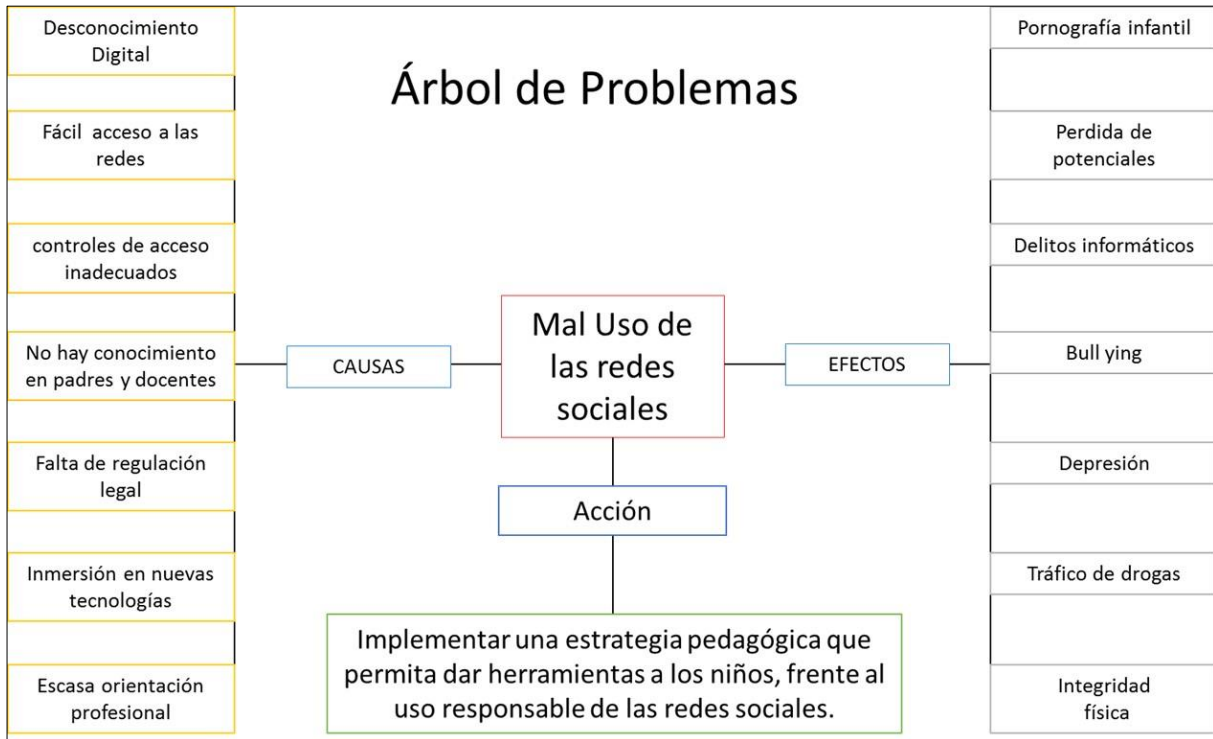 Árbol de Problemas
Desconocimiento
Digital
Fácil acceso a las
redes
controles de acceso
inadecuados
No hay conocimiento
en padres y docentes
Falta de regulación
legal
Inmersión en nuevas
tecnologías
Escasa orientación
profesional
CAUSAS
Mal Uso de
las redes
sociales
Acción
Implementar una estrategia pedagógica que
permita dar herramientas a los niños, frente al
uso responsable de las redes sociales.
EFECTOS
Pornografía infantil
Perdida de
potenciales
Delitos informáticos
Bull ying
Depresión
Tráfico de drogas
Integridad
física